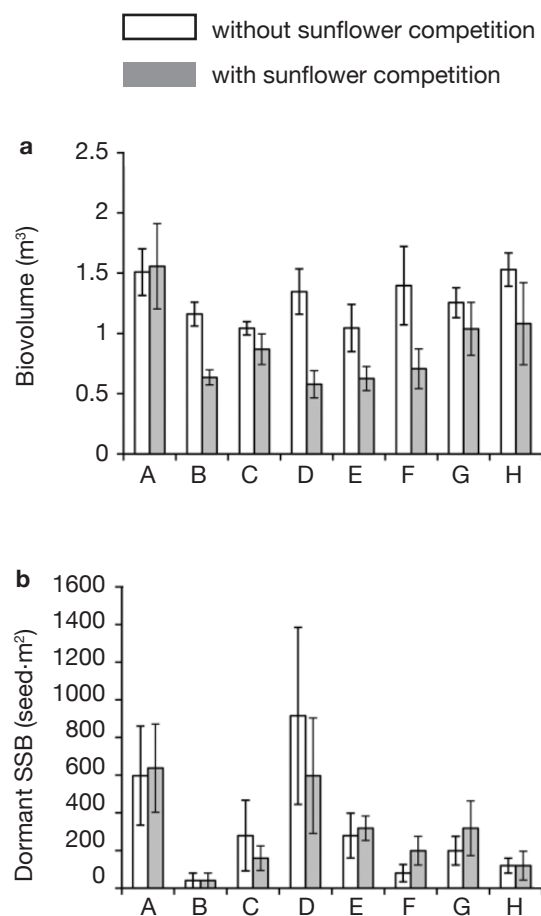 without sunflower competition
with sunflower competition
a
2.5
2
1.5
1
0.5
0
Biovolume (m³)
A B C D E F G H
b
1600
1400
1200
1000
800
600
400
200
0
Dormant SSB (seed·m²)
A B C D E F G H